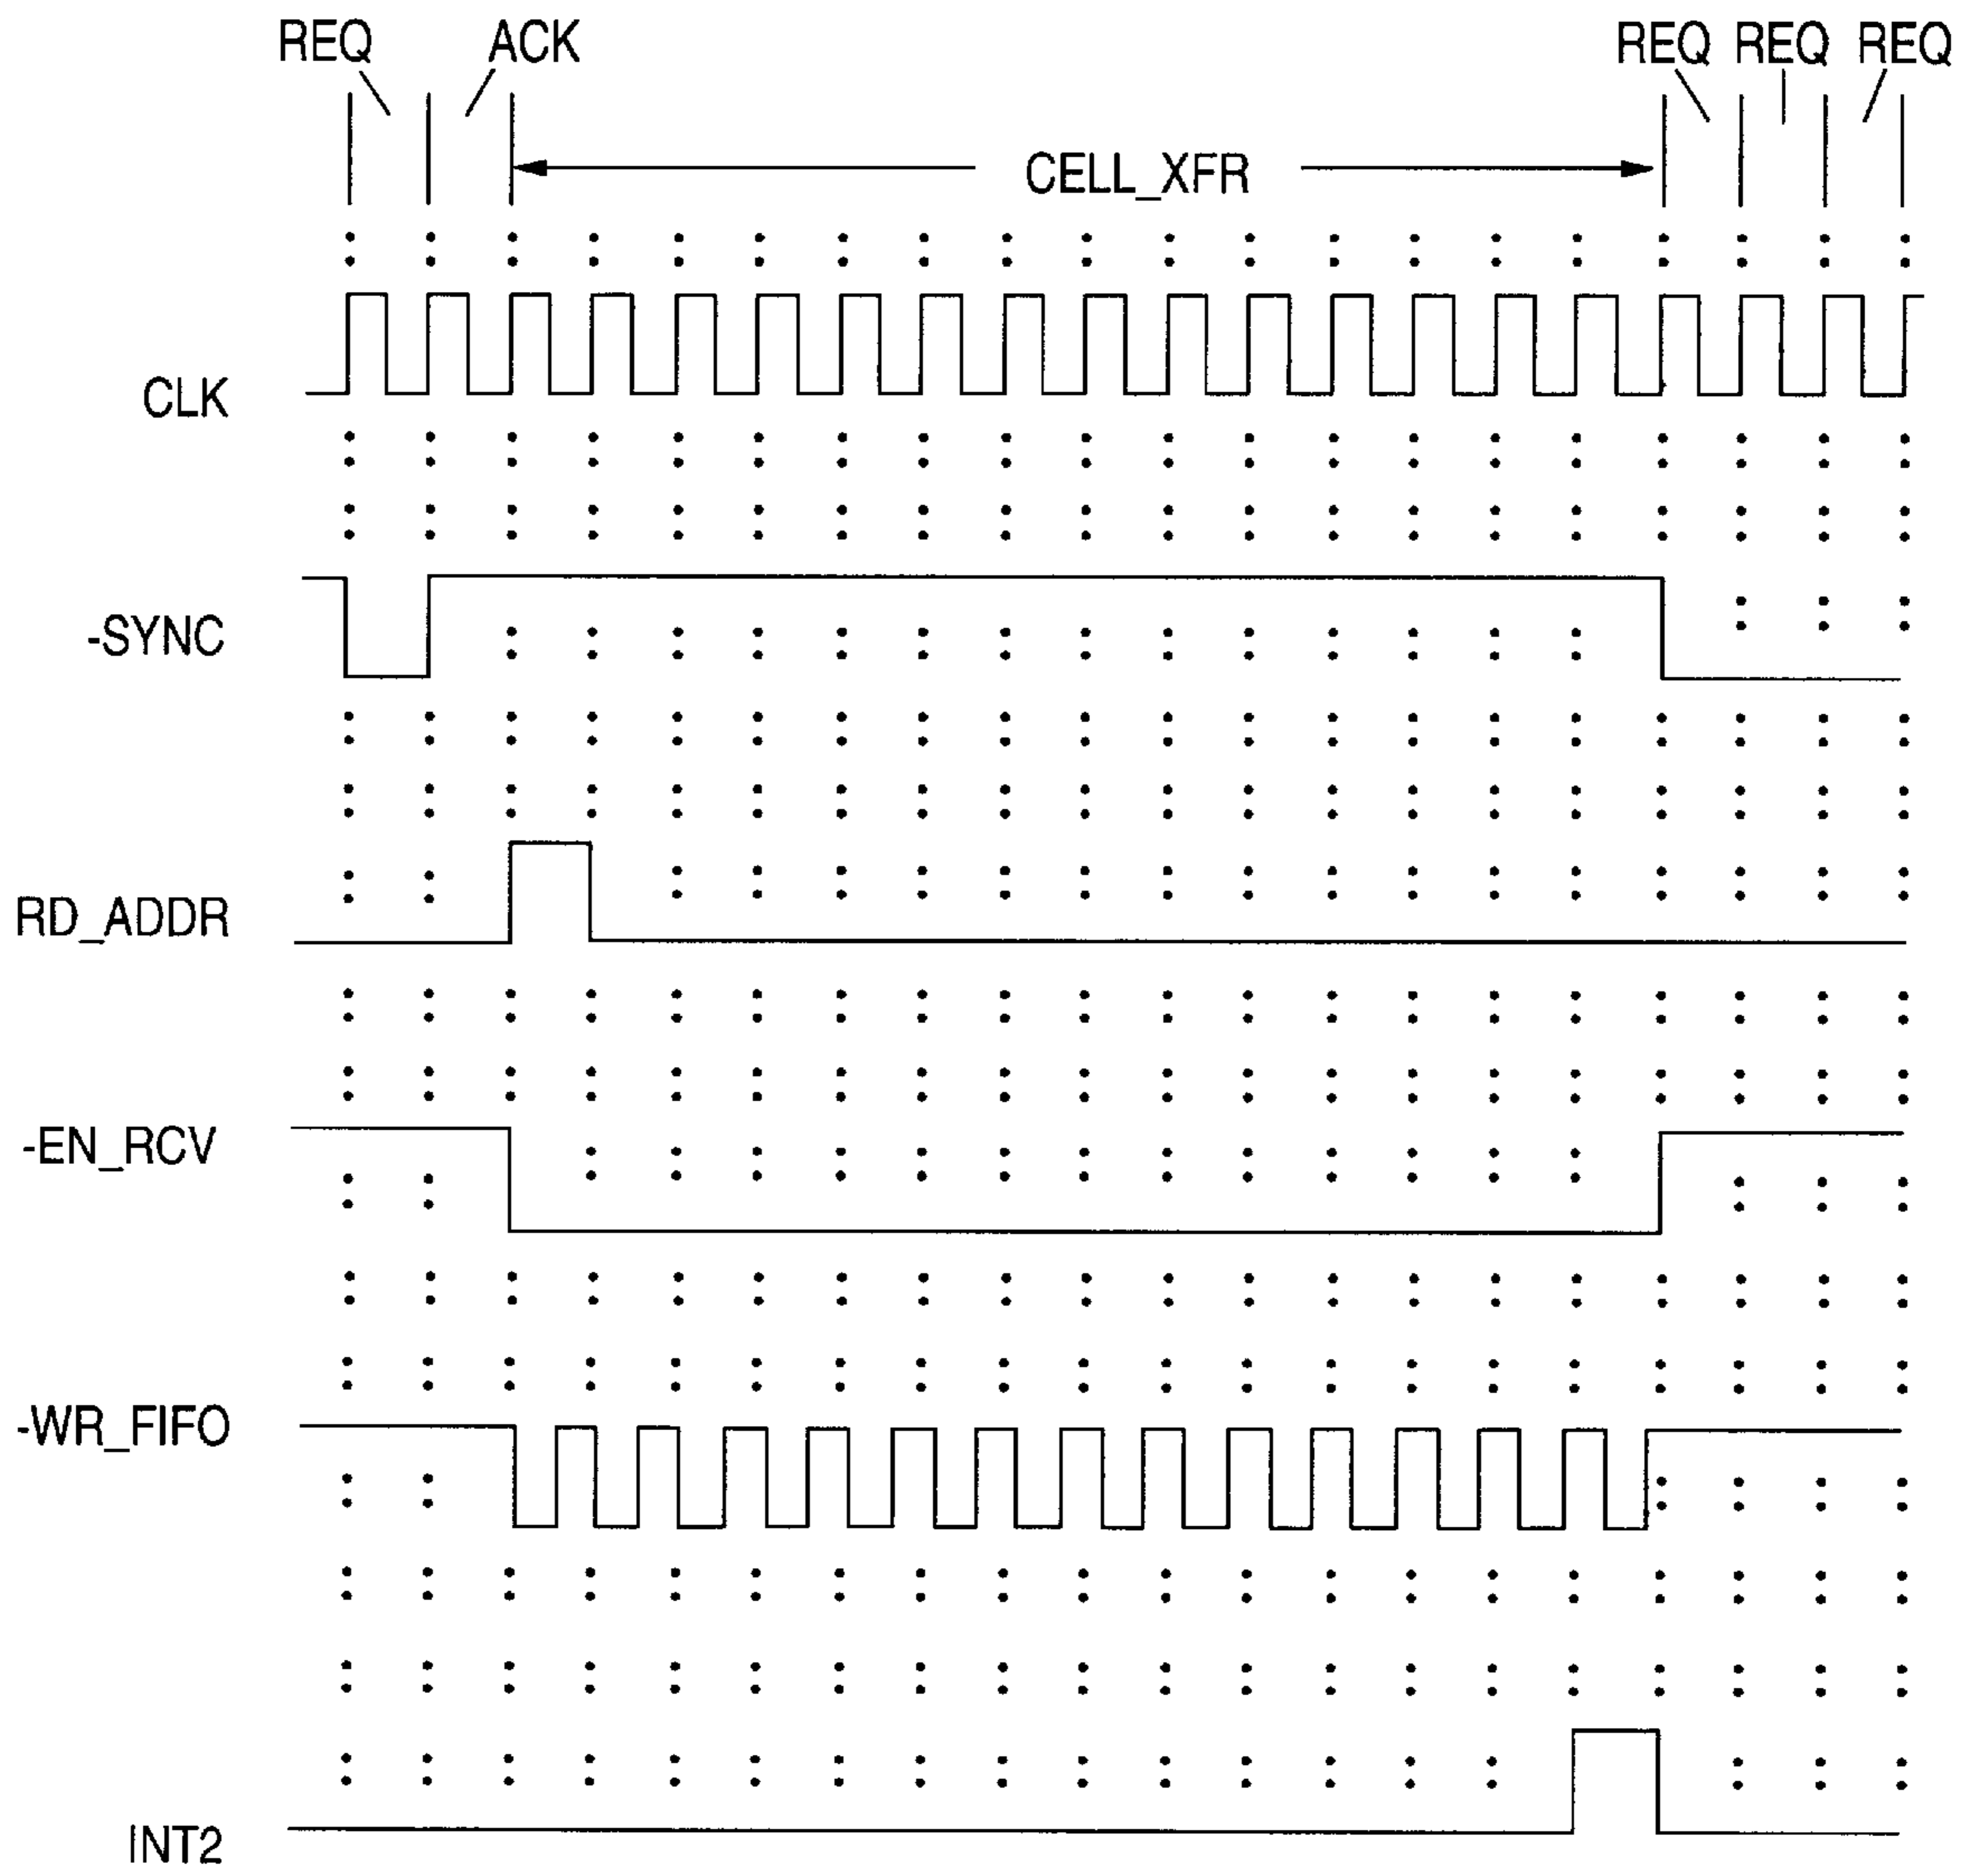 REQ ACK REQ REQ REQ
CELL_XFR
CLK
-SYNC
RD_ADDR
-EN_RCV
-WR_FIFO
INT2